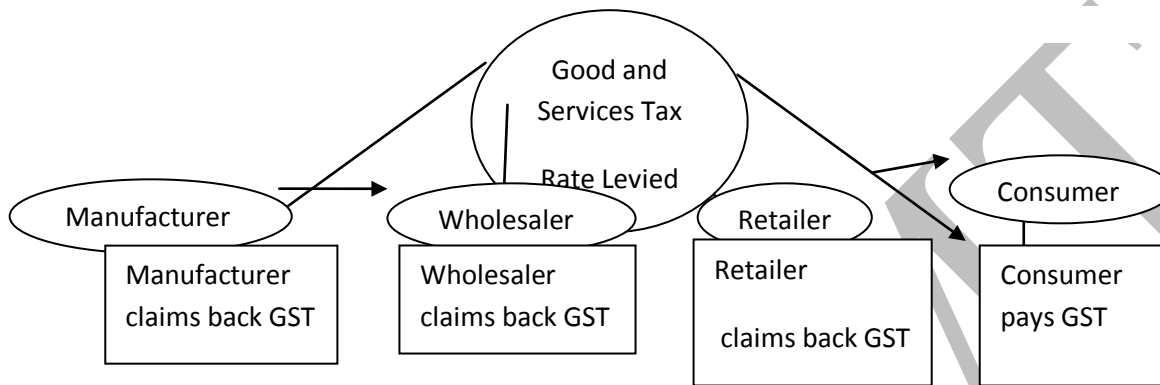 Good and
Services Tax
Rate Levied
Manufacturer
Wholesaler
Retailer
Consumer
Manufacturer
claims back GST
Wholesaler
claims back GST
Retailer
claims back GST
Consumer
pays GST